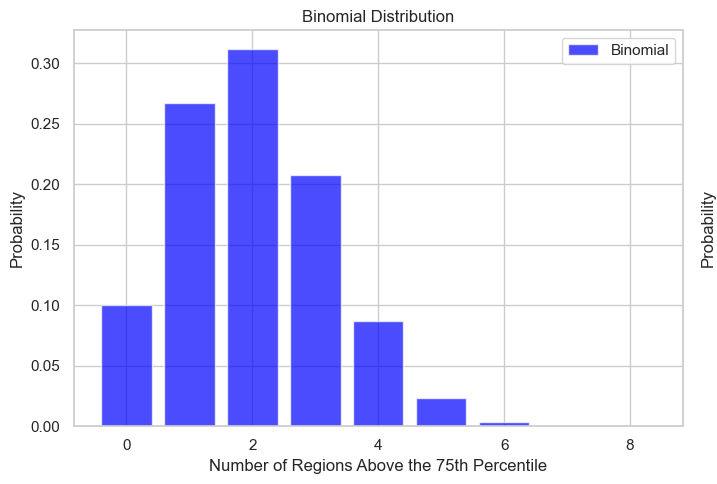 Binomial Distribution
Binomial
Probability
0.30
0.25
0.20
0.15
0.10
0.05
0.00
0 2 4 6 8
Number of Regions Above the 75th Percentile
Probability